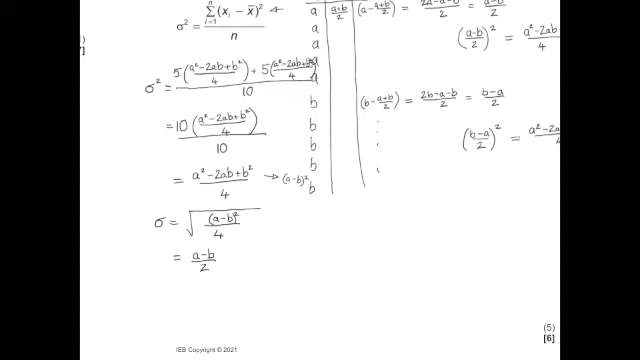 σ² = Σ(xᵢ − x̄)² / n
n
i=1
a | a+b/2 | (a − a+b/2) = 2a−a−b/2 = a−b/2
a
a
a
a
(a−b/2)² = a²−2ab
4
σ² = 5(a²−2ab+b²/4) + 5(a²−2ab+b²/4) / 10
b (b − a+b/2) = 2b−a−b/2 = b−a/2
= 10(a²−2ab+b²/4) / 10
b
b
(b−a/2)² = a²−2a
= a²−2ab+b²/4 → (a−b)²
b
b
σ = √(a−b)²/4
= a−b/2
IEB Copyright © 2021
(5)
[6]